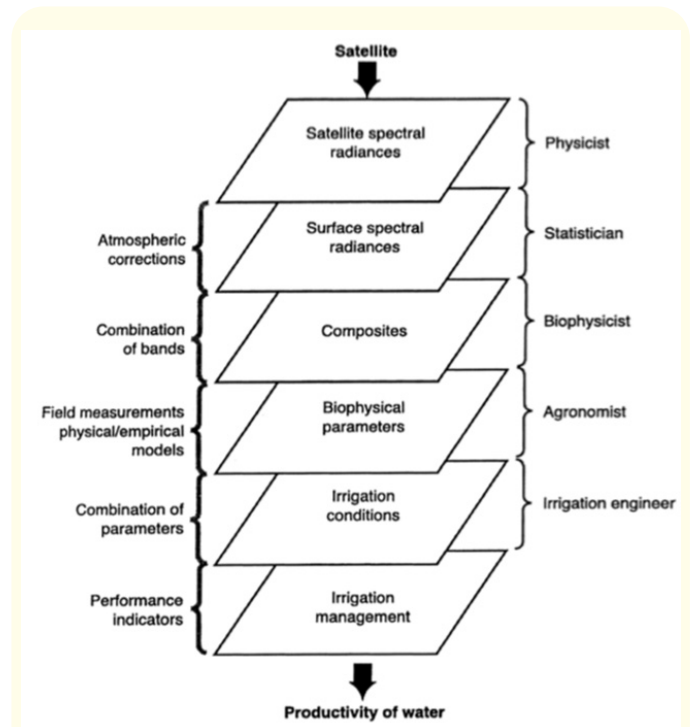 Satellite
Satellite spectral
radiances
Physicist
Surface spectral
radiances
Statistician
Atmospheric
corrections
Composites
Biophysicist
Combination
of bands
Biophysical
parameters
Agronomist
Field measurements
physical/empirical
models
Irrigation
conditions
Irrigation engineer
Combination of
parameters
Irrigation
management
Performance
indicators
Productivity of water